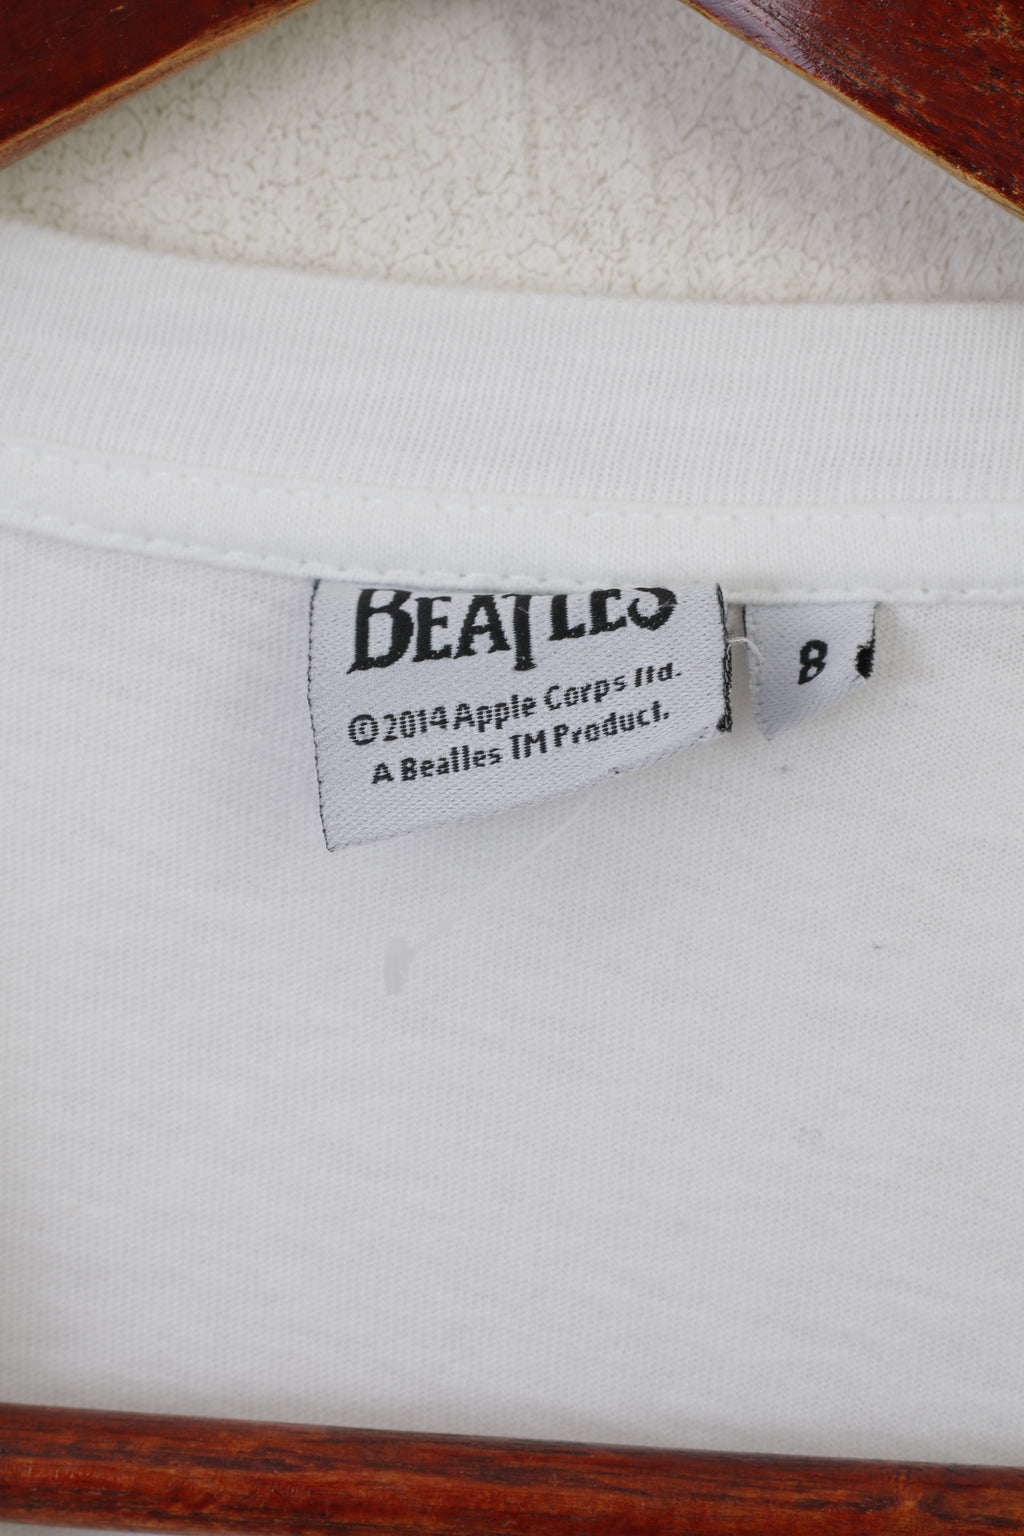 BEATLES
©2014 Apple Corps ltd.
A Beatles TM Product.
8